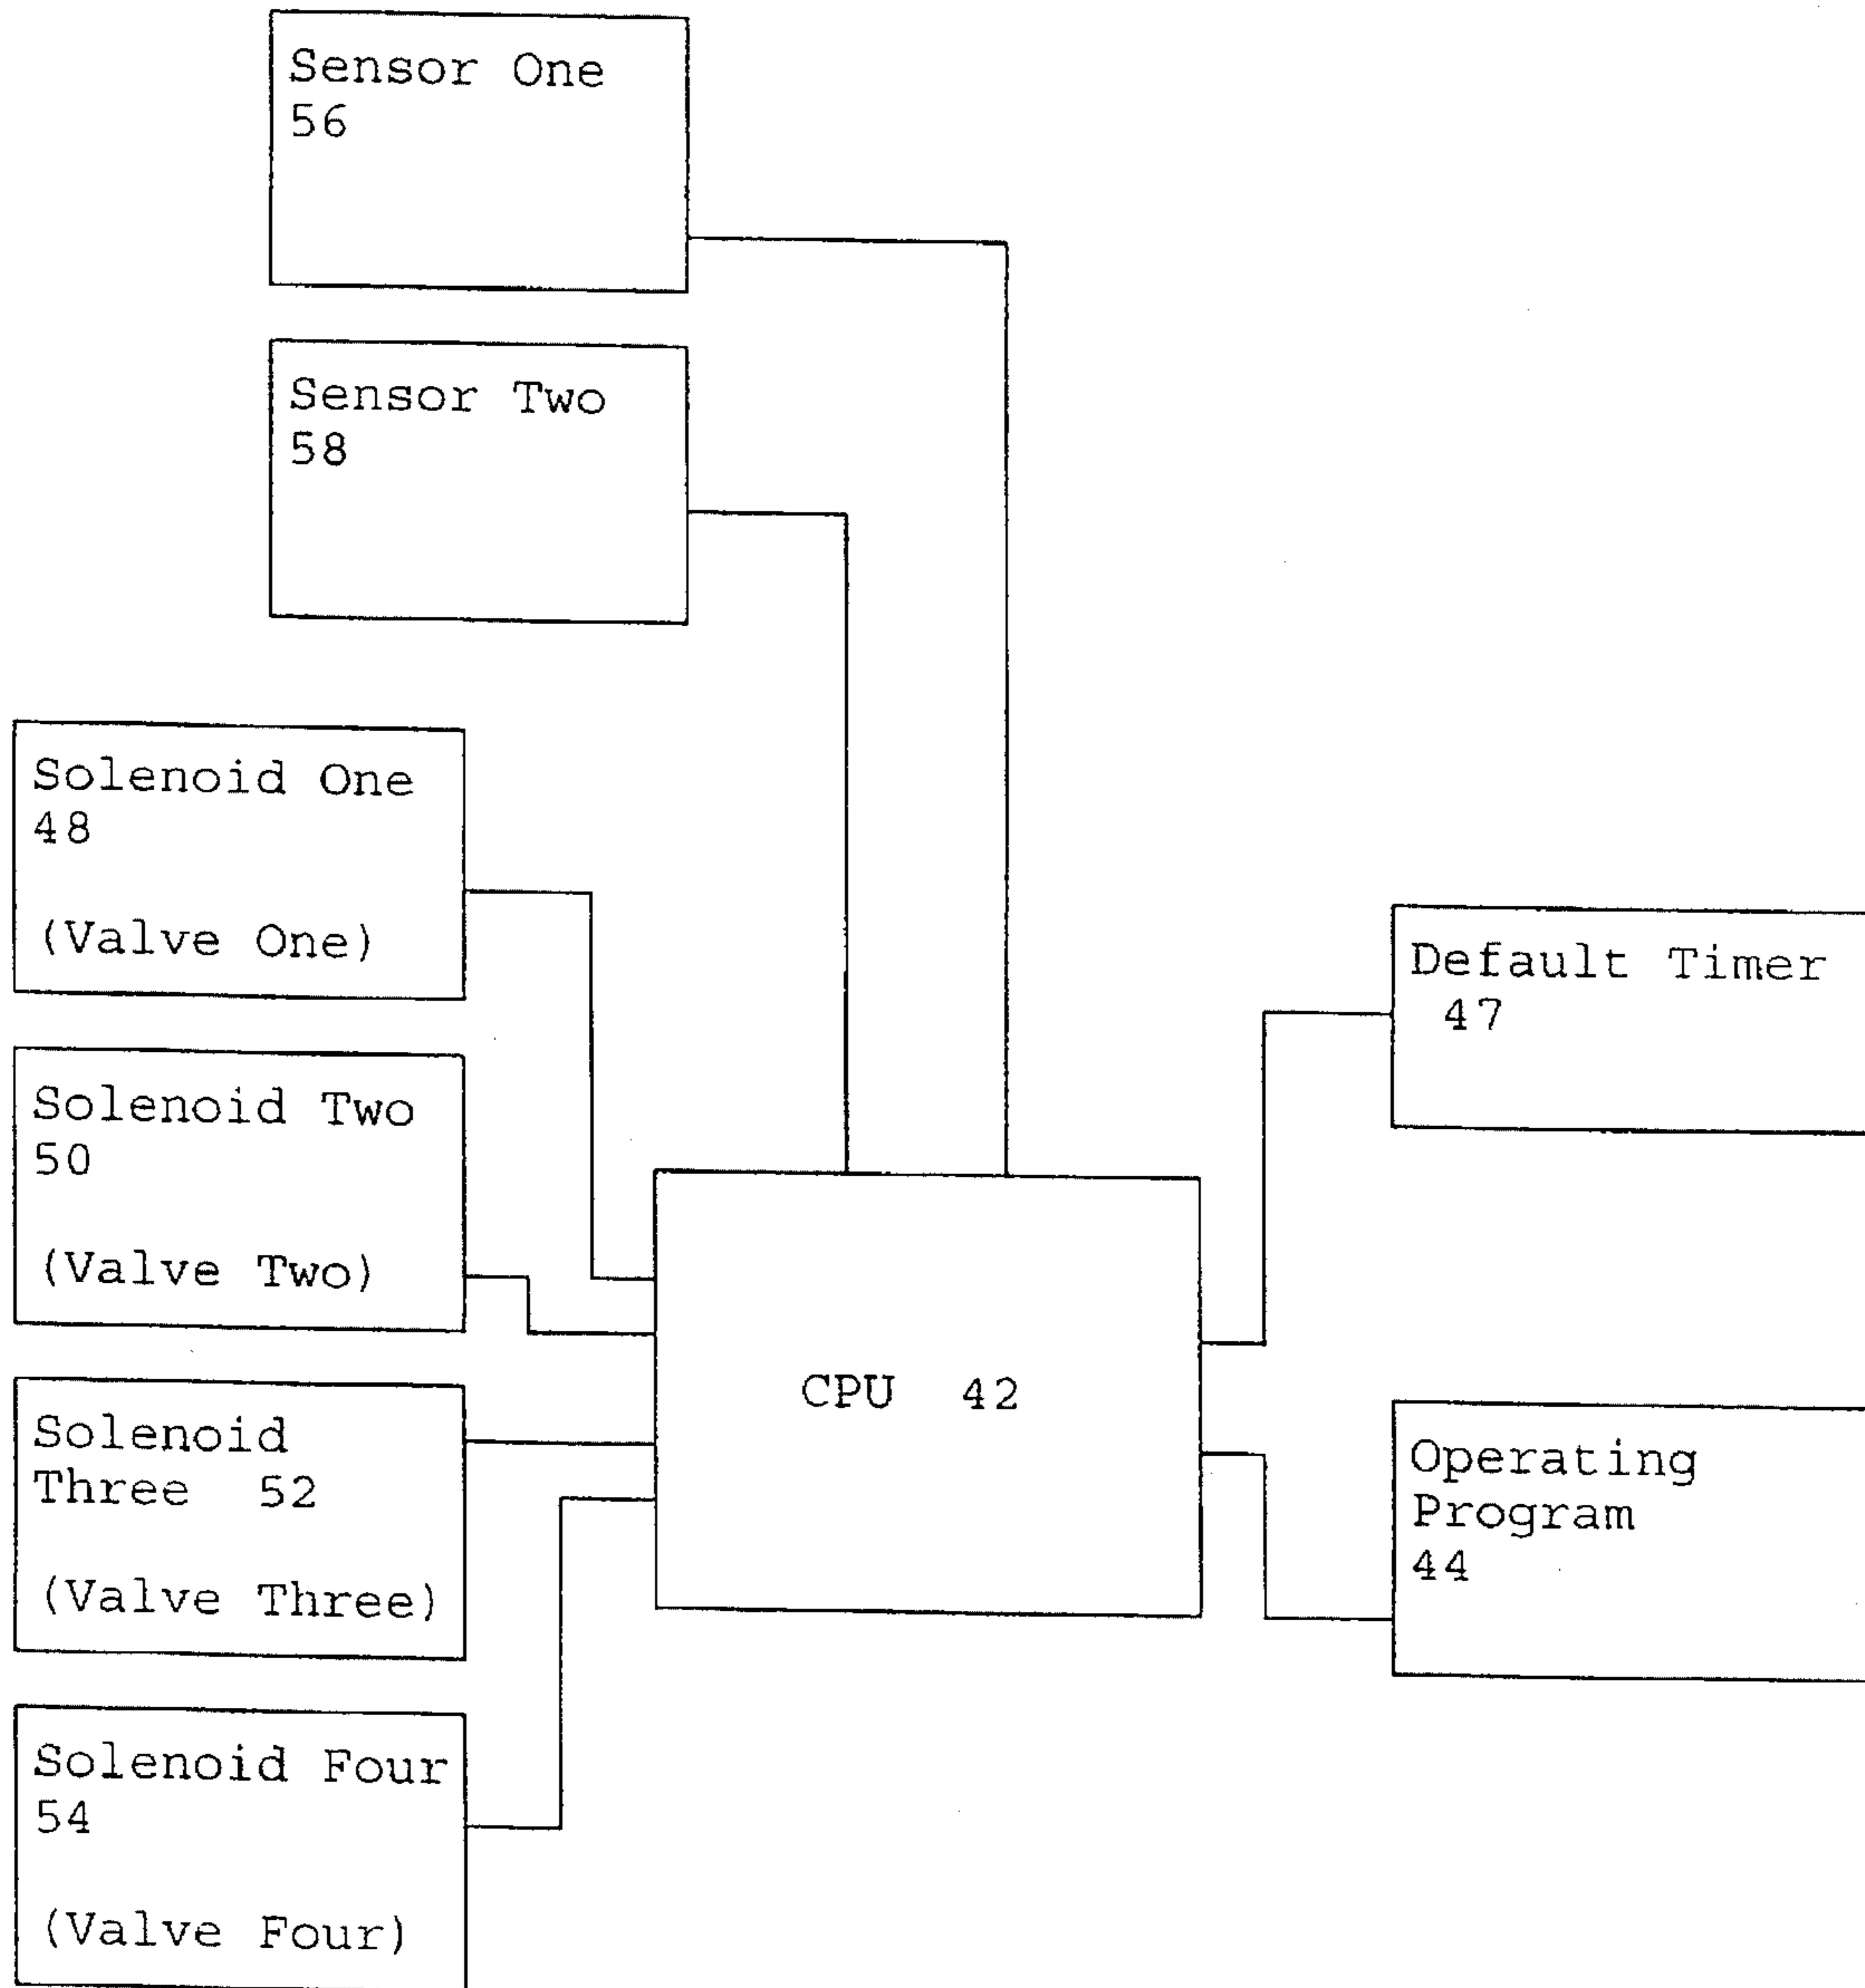 Sensor One
56
Sensor Two
58
Solenoid One
48
(Valve One)
Default Timer
47
Solenoid Two
50
(Valve Two)
CPU 42
Solenoid
Three 52
(Valve Three)
Operating
Program
44
Solenoid Four
54
(Valve Four)